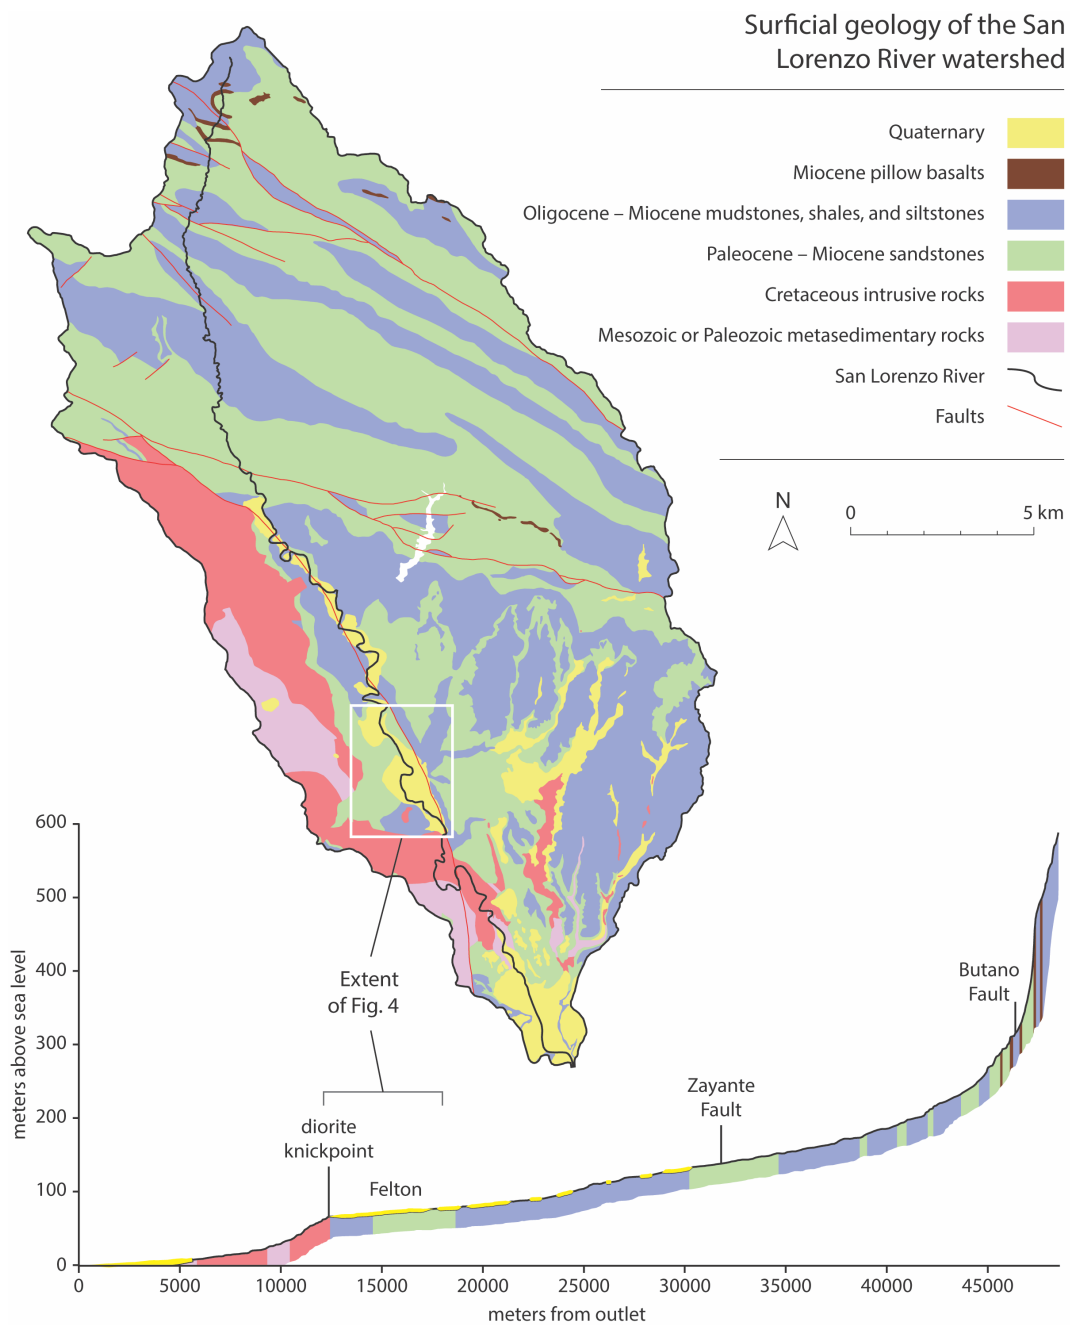 Surficial geology of the San
Lorenzo River watershed
Quaternary
Miocene pillow basalts
Oligocene – Miocene mudstones, shales, and siltstones
Paleocene – Miocene sandstones
Cretaceous intrusive rocks
Mesozoic or Paleozoic metasedimentary rocks
San Lorenzo River
Faults
N
0 5 km
Extent
of Fig. 4
Butano
Fault
Zayante
Fault
diorite
knickpoint
Felton
meters above sea level
600
500
400
300
200
100
0
0 5000 10000 15000 20000 25000 30000 35000 40000 45000
meters from outlet